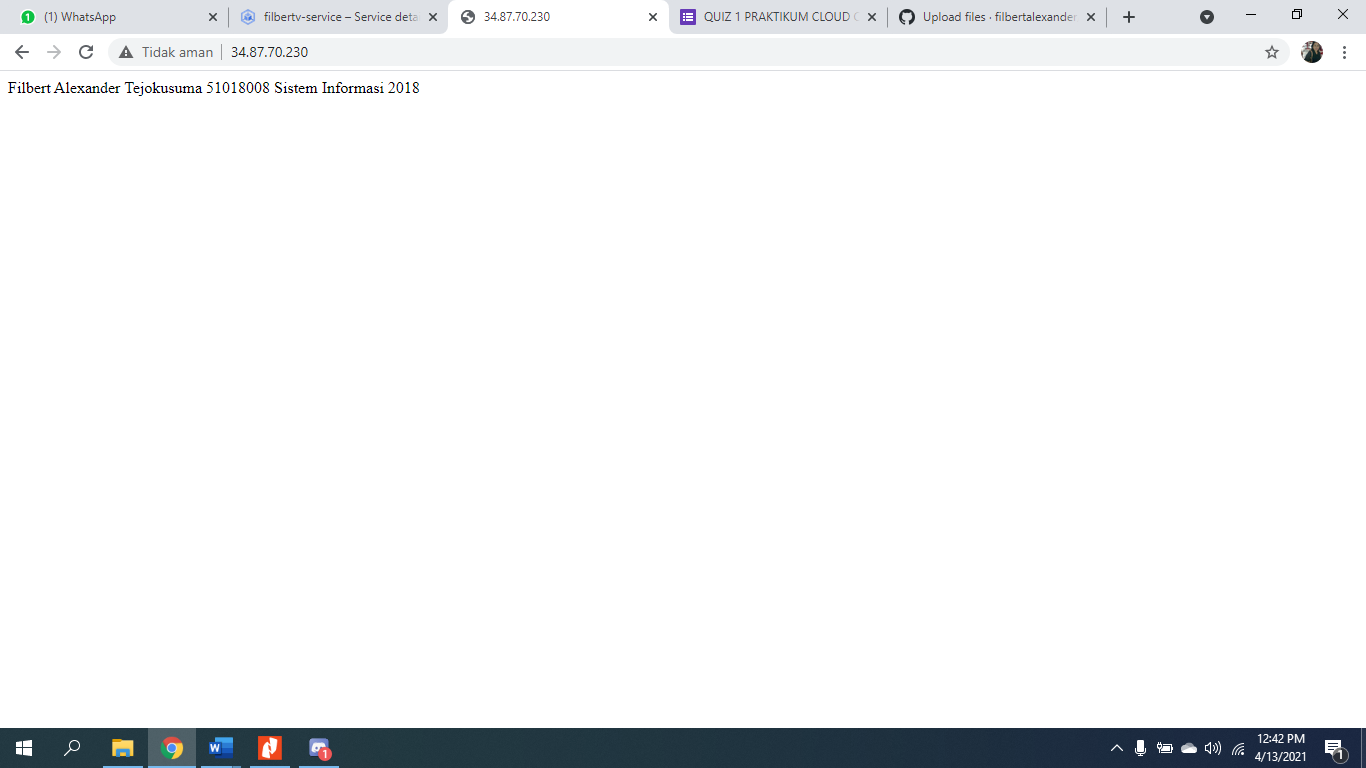 (1) WhatsApp
filbertv-service – Service deta
34.87.70.230
QUIZ 1 PRAKTIKUM CLOUD C
Upload files · filbertalexander
Tidak aman
34.87.70.230
Filbert Alexander Tejokusuma 51018008 Sistem Informasi 2018
12:42 PM
4/13/2021